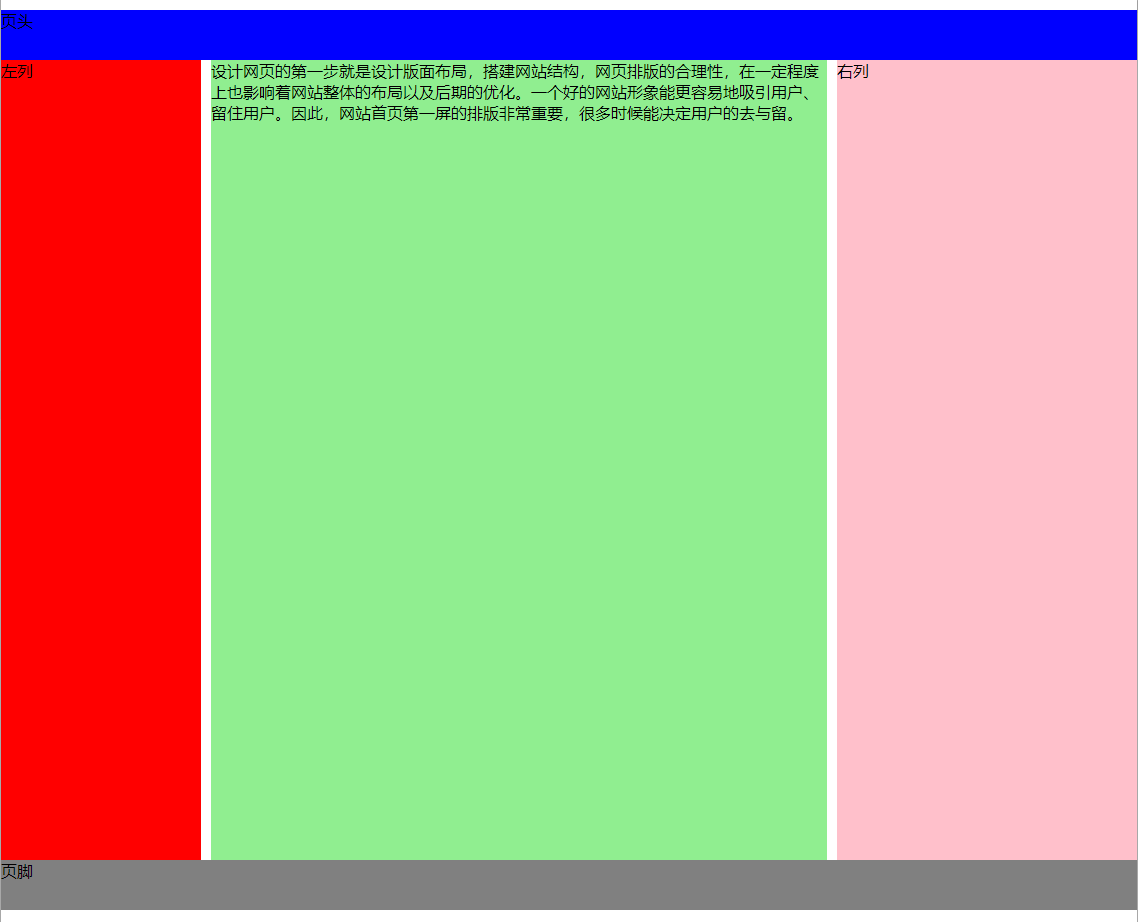 页头
左列
设计网页的第一步就是设计版面布局，搭建网站结构，网页排版的合理性，在一定程度
上也影响着网站整体的布局以及后期的优化。一个好的网站形象能更容易地吸引用户、
留住用户。因此，网站首页第一屏的排版非常重要，很多时候能决定用户的去与留。
右列
页脚